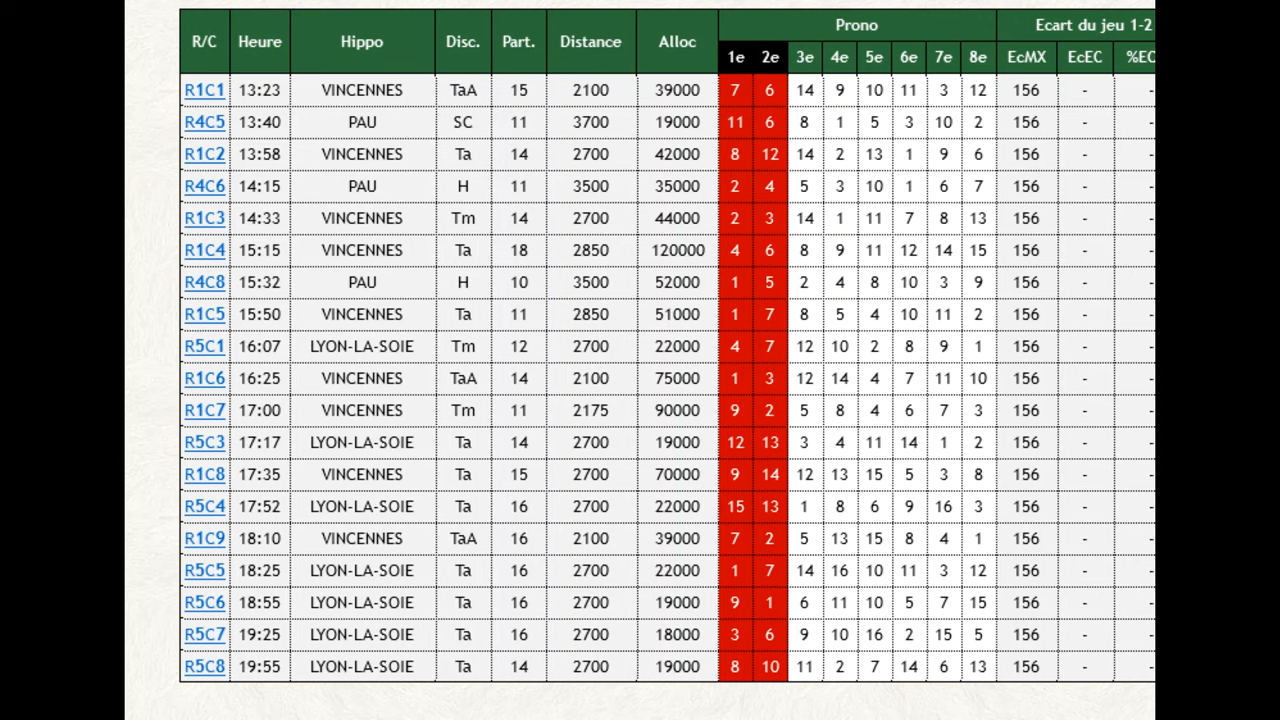 R/C Heure Hippo Disc. Part. Distance Alloc Prono Ecart du jeu 1-2
1e 2e 3e 4e 5e 6e 7e 8e EcMX EcEC %EC
R1C1 13:23 VINCENNES TaA 15 2100 39000 7 6 14 9 10 11 3 12 156 - -
R4C5 13:40 PAU SC 11 3700 19000 11 6 8 1 5 3 10 2 156 - -
R1C2 13:58 VINCENNES Ta 14 2700 42000 8 12 14 2 13 1 9 6 156 - -
R4C6 14:15 PAU H 11 3500 35000 2 4 5 3 10 1 6 7 156 - -
R1C3 14:33 VINCENNES Tm 14 2700 44000 2 3 14 1 11 7 8 13 156 - -
R1C4 15:15 VINCENNES Ta 18 2850 120000 4 6 8 9 11 12 14 15 156 - -
R4C8 15:32 PAU H 10 3500 52000 1 5 2 4 8 10 3 9 156 - -
R1C5 15:50 VINCENNES Ta 11 2850 51000 1 7 8 5 4 10 11 2 156 - -
R5C1 16:07 LYON-LA-SOIE Tm 12 2700 22000 4 7 12 10 2 8 9 1 156 - -
R1C6 16:25 VINCENNES TaA 14 2100 75000 1 3 12 14 4 7 11 10 156 - -
R1C7 17:00 VINCENNES Tm 11 2175 90000 9 2 5 8 4 6 7 3 156 - -
R5C3 17:17 LYON-LA-SOIE Ta 14 2700 19000 12 13 3 4 11 14 1 2 156 - -
R1C8 17:35 VINCENNES Ta 15 2700 70000 9 14 12 13 15 5 3 8 156 - -
R5C4 17:52 LYON-LA-SOIE Ta 16 2700 22000 15 13 1 8 6 9 16 3 156 - -
R1C9 18:10 VINCENNES TaA 16 2100 39000 7 2 5 13 15 8 4 1 156 - -
R5C5 18:25 LYON-LA-SOIE Ta 16 2700 22000 1 7 14 16 10 11 3 12 156 - -
R5C6 18:55 LYON-LA-SOIE Ta 16 2700 19000 9 1 6 11 10 5 7 15 156 - -
R5C7 19:25 LYON-LA-SOIE Ta 16 2700 18000 3 6 9 10 16 2 15 5 156 - -
R5C8 19:55 LYON-LA-SOIE Ta 14 2700 19000 8 10 11 2 7 14 6 13 156 - -